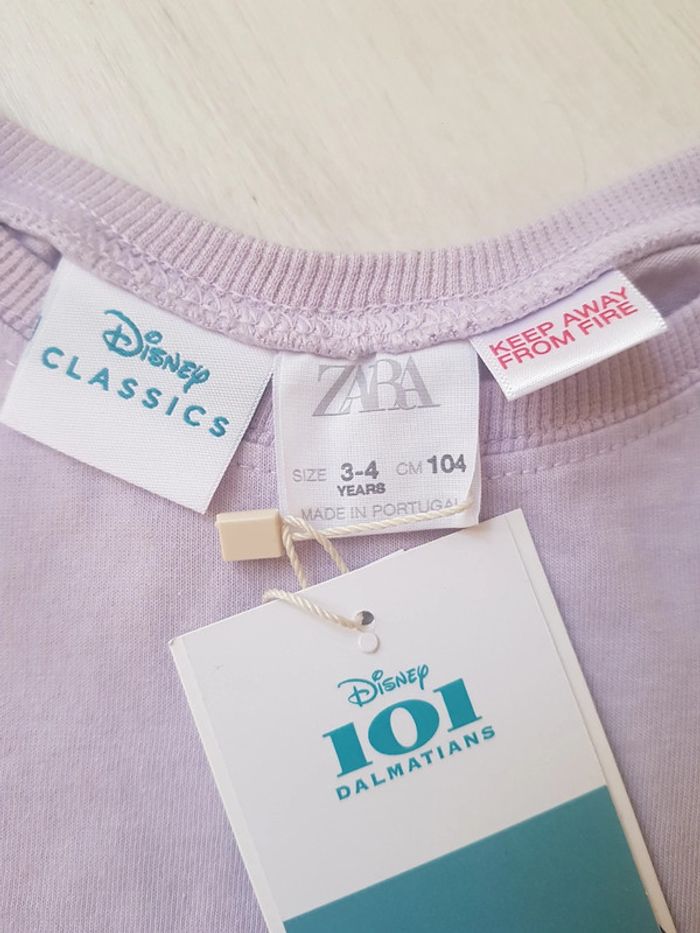 Disney
CLASSICS
ZARA
SIZE 3-4 CM 104
YEARS
MADE IN PORTUGAL
KEEP AWAY
FROM FIRE
Disney
101
DALMATIANS